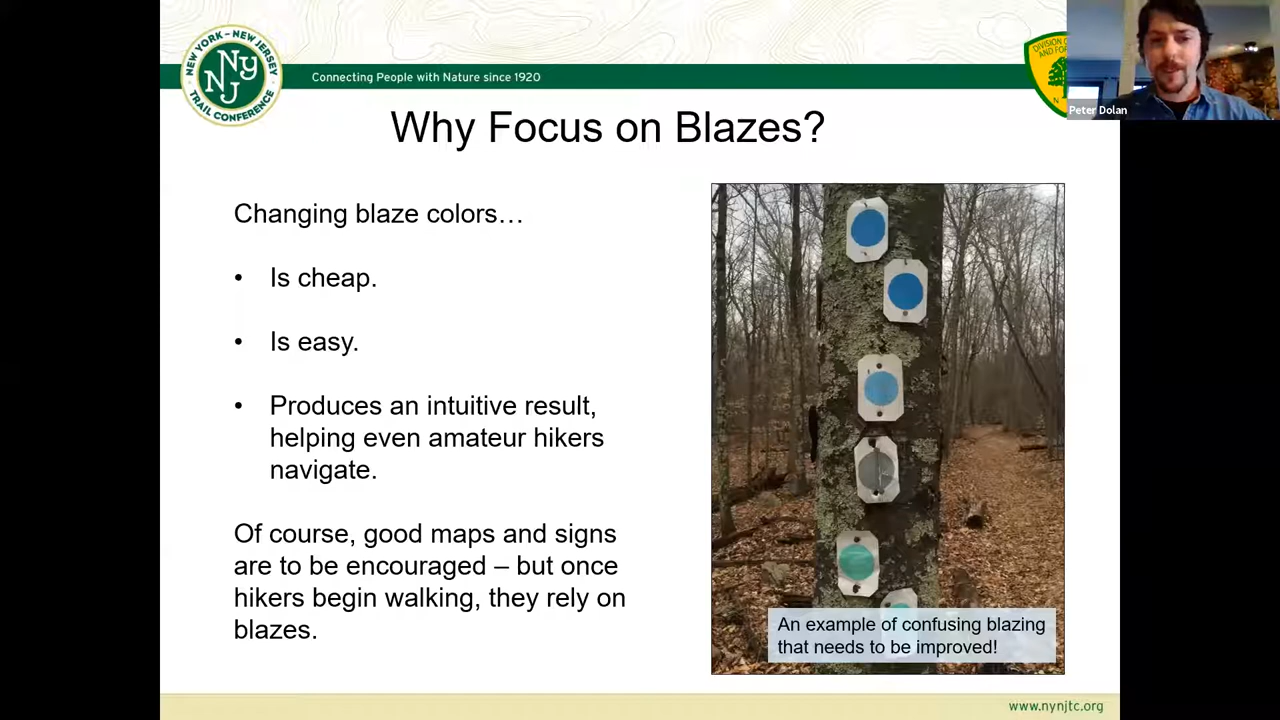 NEW YORK – NEW JERSEY
NY
NJ
TRAIL CONFERENCE
Connecting People with Nature since 1920
DIVISION
AND FO
N
Peter Dolan
Why Focus on Blazes?
Changing blaze colors…
• Is cheap.
• Is easy.
• Produces an intuitive result,
helping even amateur hikers
navigate.
Of course, good maps and signs
are to be encouraged – but once
hikers begin walking, they rely on
blazes.
An example of confusing blazing
that needs to be improved!
www.nynjtc.org